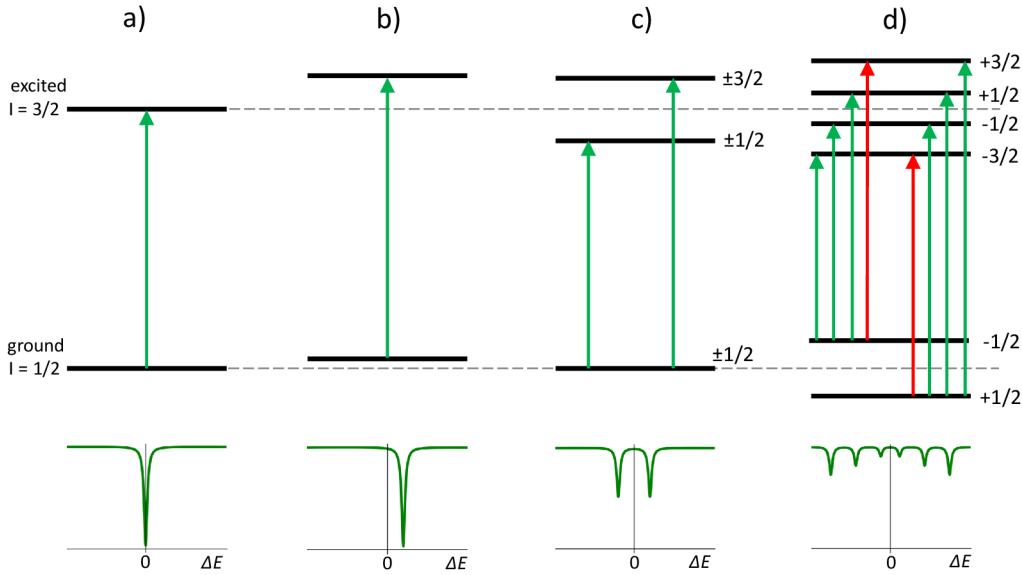 a)
b)
c)
d)
excited
I = 3/2
±3/2
±1/2
+3/2
+1/2
-1/2
-3/2
ground
I = 1/2
±1/2
-1/2
+1/2
0
ΔE
0
ΔE
0
ΔE
0
ΔE